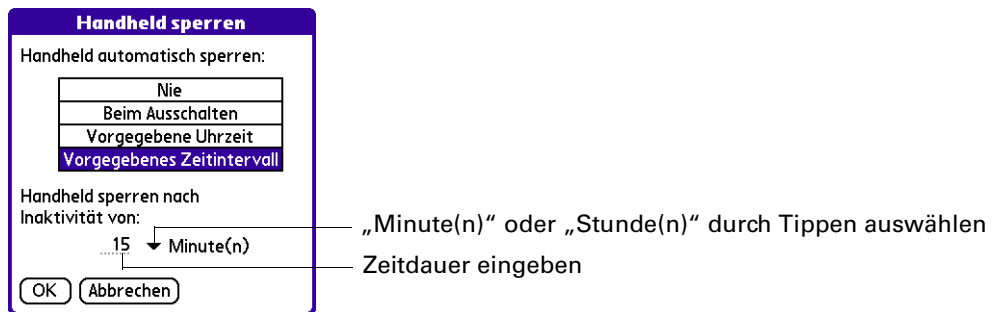 Handheld sperren
Handheld automatisch sperren:
Nie
Beim Ausschalten
Vorgegebene Uhrzeit
Vorgegebenes Zeitintervall
Handheld sperren nach
Inaktivität von:
15 Minute(n)
„Minute(n)“ oder „Stunde(n)“ durch Tippen auswählen
Zeitdauer eingeben
OK Abbrechen